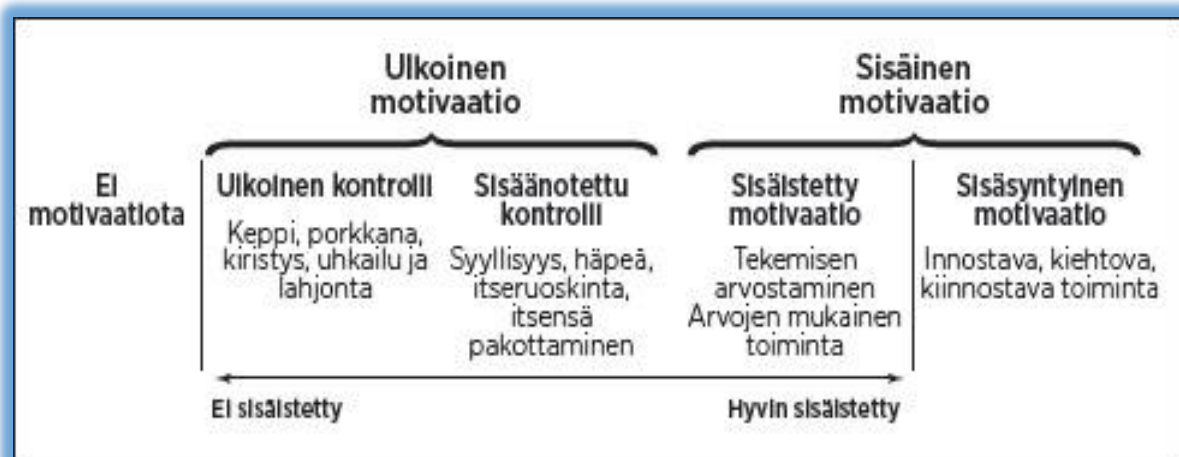 Ulkoinen
motivaatio
Sisäinen
motivaatio
Ei
motivaatiota
Ulkoinen kontrolli
Keppi, porkkana,
kiristys, uhkailu ja
lahjonta
Sisäänotettu
kontrolli
Syyllisyys, häpeä,
itseruoskinta,
itsensä
pakottaminen
Sisäistetty
motivaatio
Tekemisen
arvostaminen
Arvojen mukainen
toiminta
Sisäsyntyinen
motivaatio
Innostava, kiehtova,
kiinnostava toiminta
Ei sisäistetty
Hyvin sisäistetty